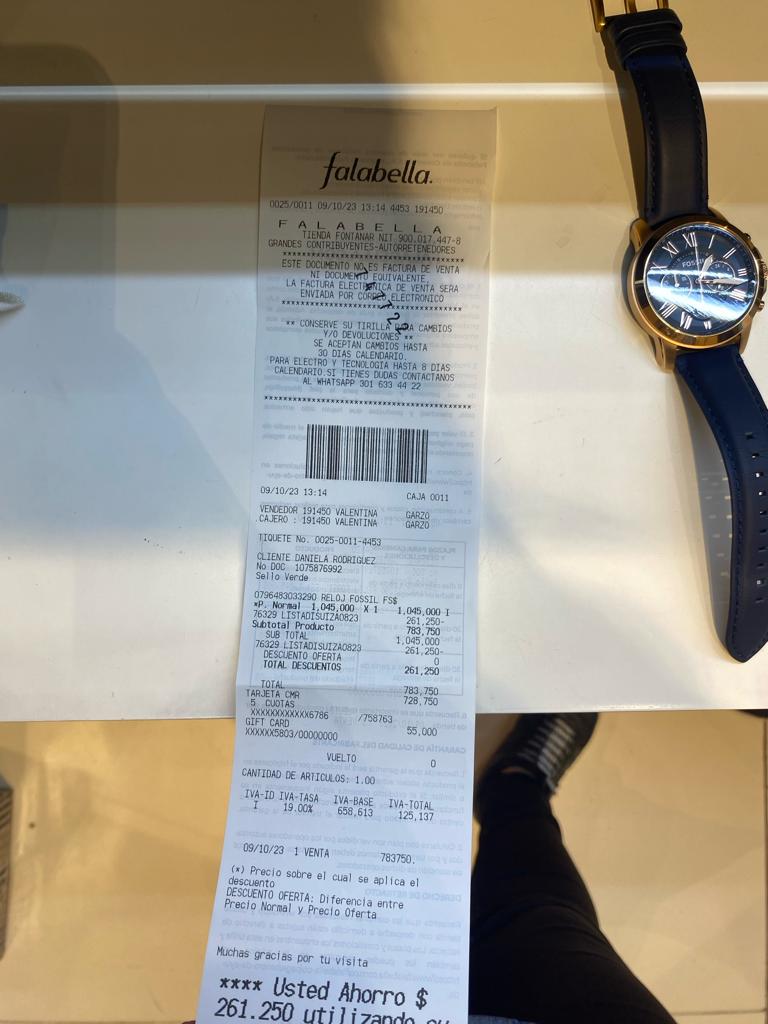 falabella.
0025/0011 09/10/23 13:14 4453 191450
F A L A B E L L A
TIENDA FONTANAR NIT 900.017.447-8
GRANDES CONTRIBUYENTES-AUTORRETENEDORES
****************************************
ESTE DOCUMENTO NO ES FACTURA DE VENTA
NI DOCUMENTO EQUIVALENTE,
LA FACTURA ELECTRONICA DE VENTA SERA
ENVIADA POR CORREO ELECTRONICO
****************************************
** CONSERVE SU TIRILLA PARA CAMBIOS
Y/O DEVOLUCIONES **
SE ACEPTAN CAMBIOS HASTA
30 DIAS CALENDARIO.
PARA ELECTRO Y TECNOLOGIA HASTA 8 DIAS
CALENDARIO.SI TIENES DUDAS CONTACTANOS
AL WHATSAPP 301 633 44 22
****************************************
09/10/23 13:14 CAJA 0011
VENDEDOR 191450 VALENTINA GARZO
CAJERO : 191450 VALENTINA GARZO
TIQUETE No. 0025-0011-4453
CLIENTE DANIELA RODRIGUEZ
No DOC 1075876992
Sello Verde
0796483033290 RELOJ FOSSIL FS$
*P. Normal 1,045,000 X 1 1,045,000 I
76329 LISTADISUIZAO823 261,250-
Subtotal Producto 783,750
SUB TOTAL 1,045,000
76329 LISTADISUIZAO823 261,250-
DESCUENTO OFERTA 0
TOTAL DESCUENTOS 261,250
TOTAL 783,750
TARJETA CMR 728,750
5 CUOTAS
XXXXXXXXXXXX6786 /758763
GIFT CARD 55,000
XXXXXX5803/00000000
VUELTO 0
CANTIDAD DE ARTICULOS: 1.00
IVA-ID IVA-TASA IVA-BASE IVA-TOTAL
I 19.00% 658,613 125,137
09/10/23 1 VENTA 783750.
(*) Precio sobre el cual se aplica el
descuento
DESCUENTO OFERTA: Diferencia entre
Precio Normal y Precio Oferta
Muchas gracias por tu visita
**** Usted Ahorro $
261.250 utilizando su
FOSSIL